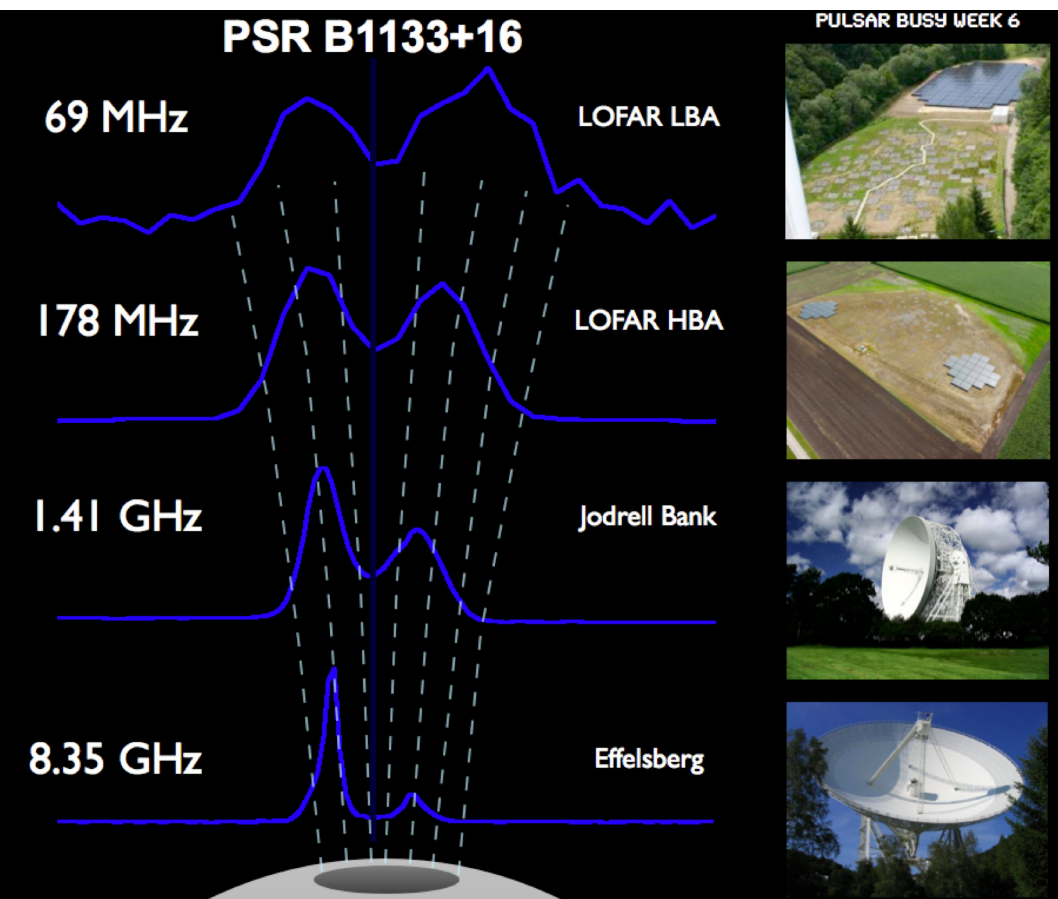 PSR B1133+16
PULSAR BUSY WEEK 6
69 MHz
LOFAR LBA
178 MHz
LOFAR HBA
1.41 GHz
Jodrell Bank
8.35 GHz
Effelsberg